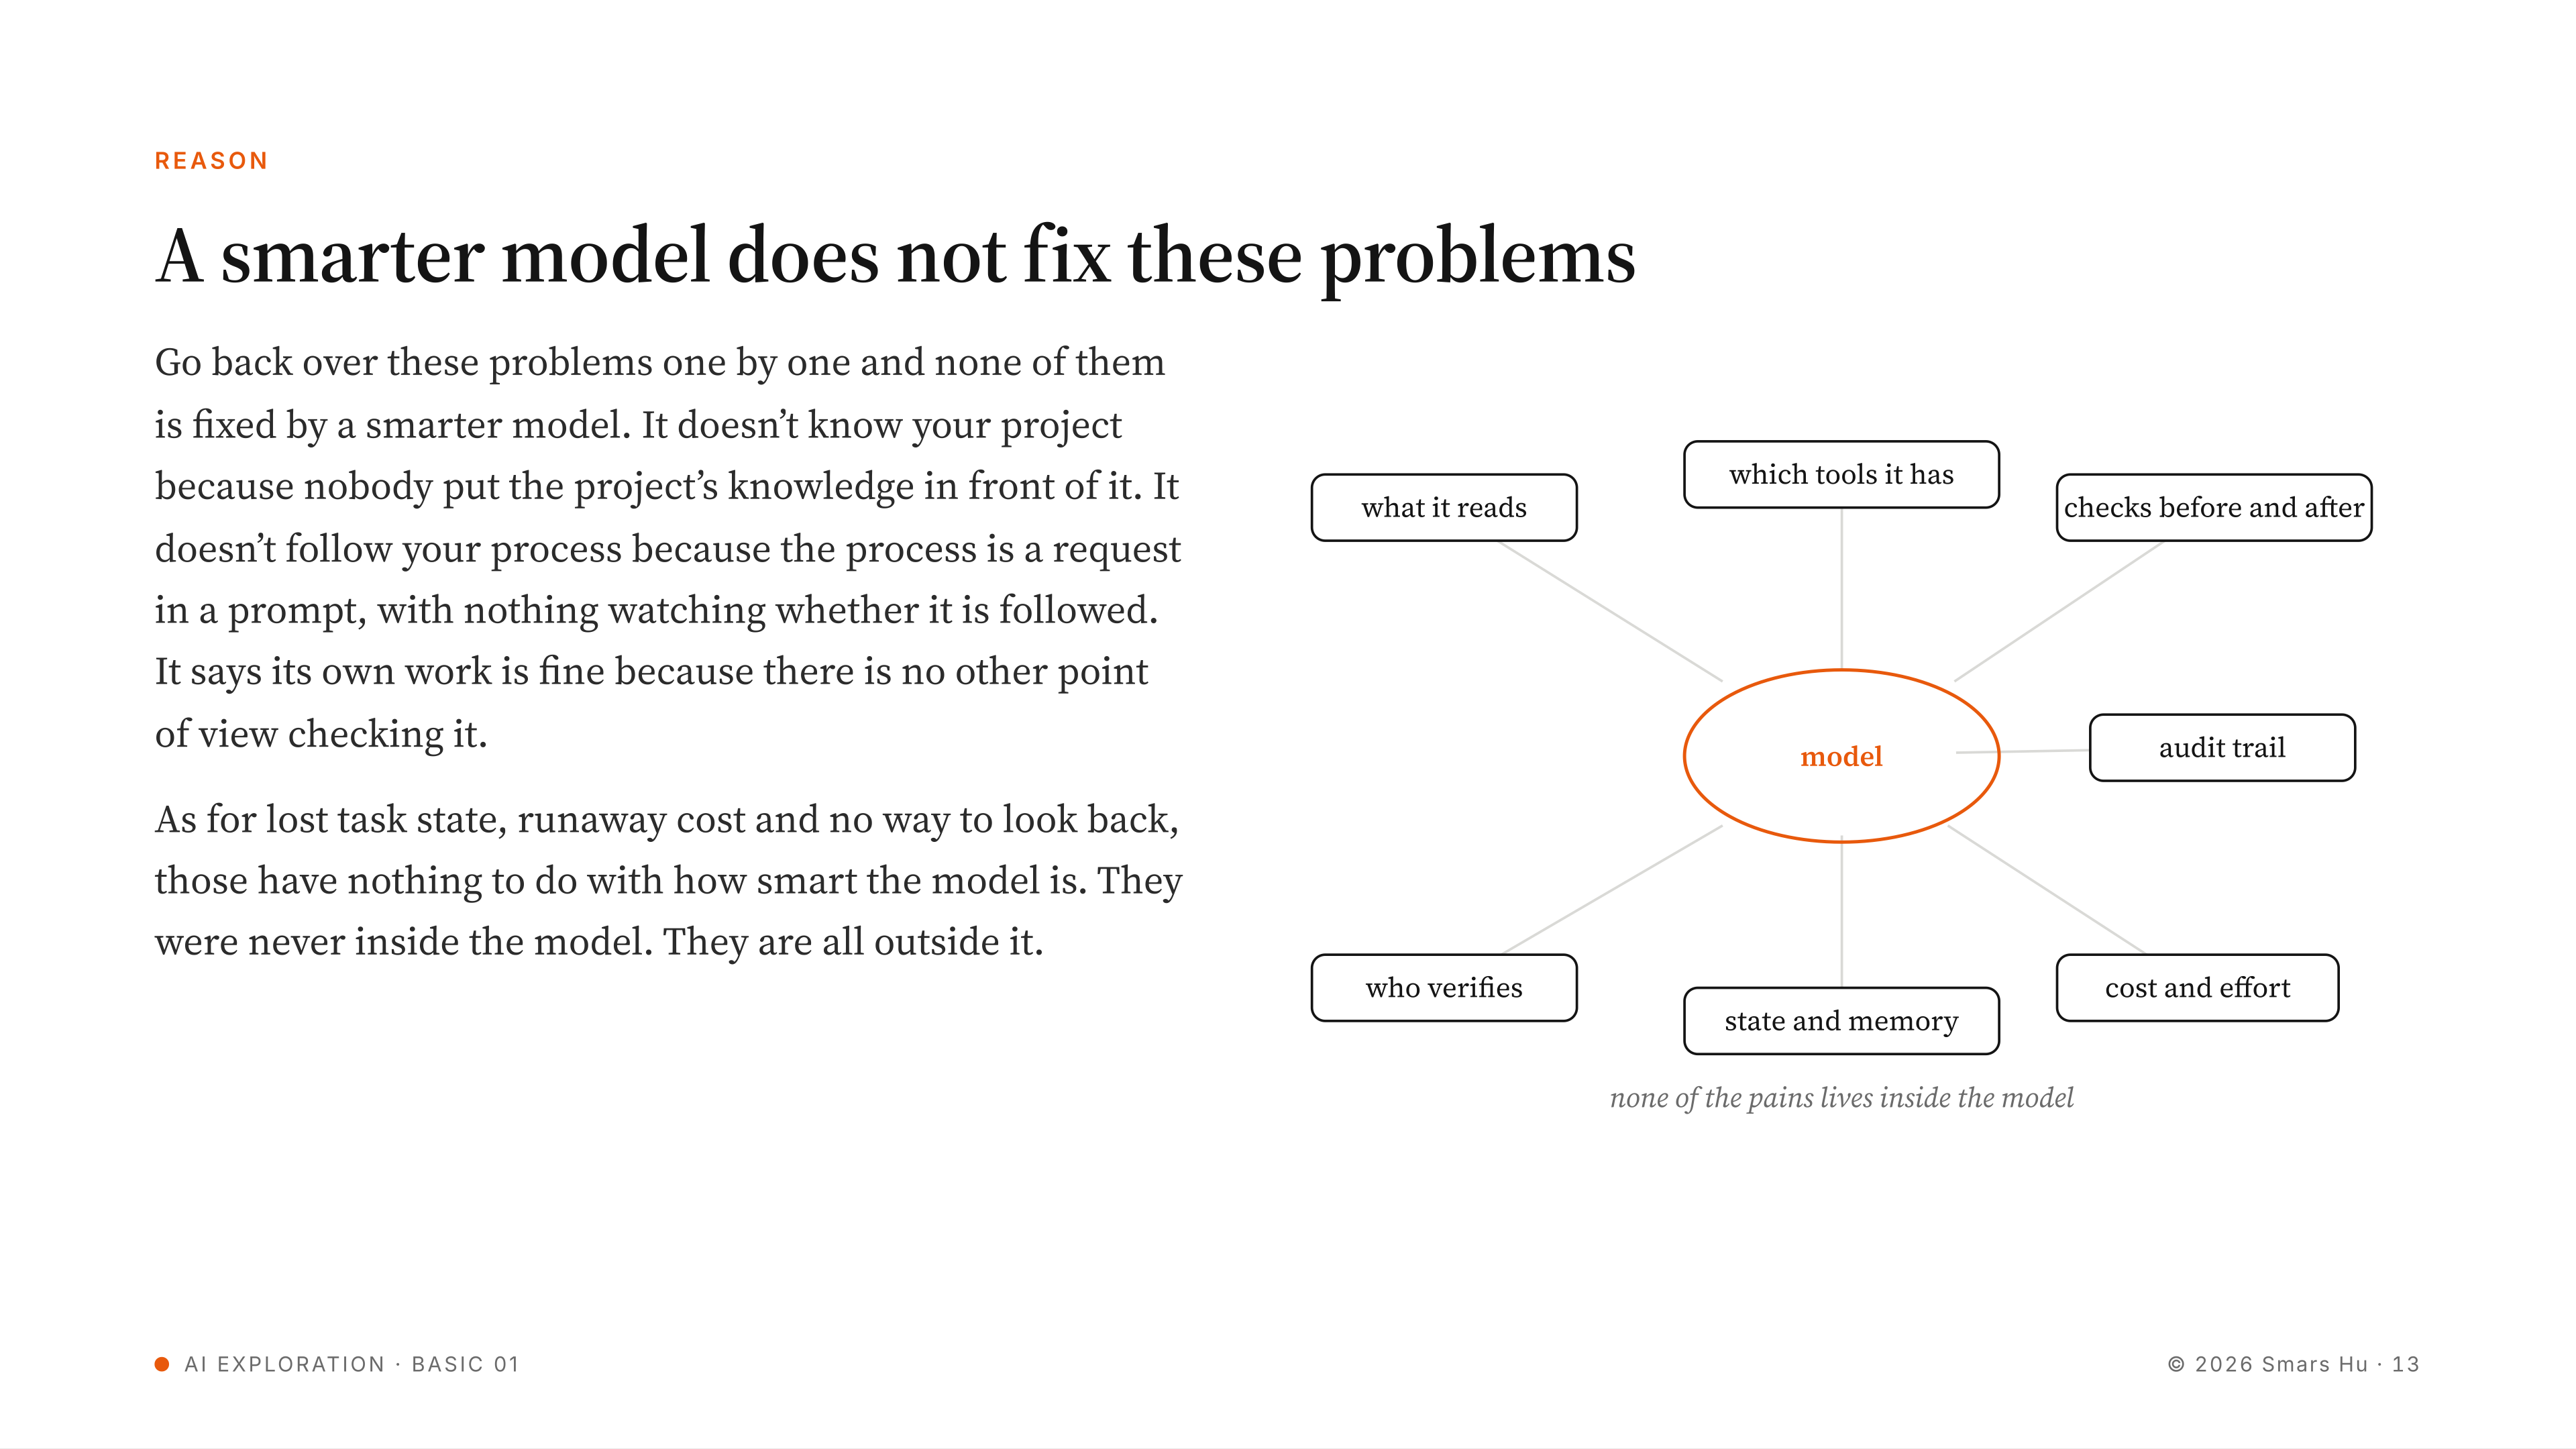 REASON
A smarter model does not fix these problems
Go back over these problems one by one and none of them
is fixed by a smarter model. It doesn’t know your project
because nobody put the project’s knowledge in front of it. It
doesn’t follow your process because the process is a request
in a prompt, with nothing watching whether it is followed.
It says its own work is fine because there is no other point
of view checking it.
As for lost task state, runaway cost and no way to look back,
those have nothing to do with how smart the model is. They
were never inside the model. They are all outside it.
what it reads
which tools it has
checks before and after
model
audit trail
who verifies
state and memory
cost and effort
none of the pains lives inside the model
AI EXPLORATION · BASIC 01
© 2026 Smars Hu · 13